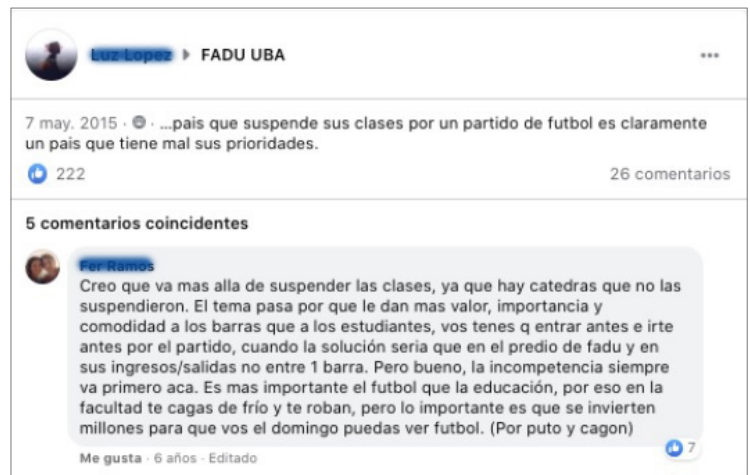 Luz Lopez ▸ FADU UBA
7 may. 2015 · ...pais que suspende sus clases por un partido de futbol es claramente
un pais que tiene mal sus prioridades.
222
26 comentarios
5 comentarios coincidentes
Fer Ramos
Creo que va mas alla de suspender las clases, ya que hay catedras que no las
suspendieron. El tema pasa por que le dan mas valor, importancia y
comodidad a los barras que a los estudiantes, vos tenes q entrar antes e irte
antes por el partido, cuando la solución seria que en el predio de fadu y en
sus ingresos/salidas no entre 1 barra. Pero bueno, la incompetencia siempre
va primero aca. Es mas importante el futbol que la educación, por eso en la
facultad te cagas de frío y te roban, pero lo importante es que se invierten
millones para que vos el domingo puedas ver futbol. (Por puto y cagon)
7
Me gusta · 6 años · Editado